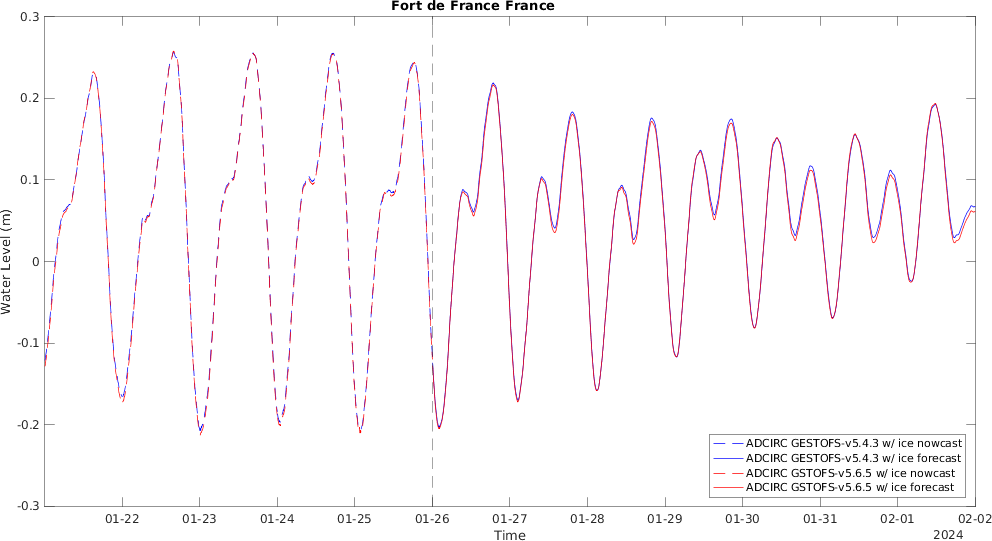 Fort de France France
0.3
0.2
0.1
0
-0.1
-0.2
-0.3
Water Level (m)
01-22 01-23 01-24 01-25 01-26 01-27 01-28 01-29 01-30 01-31 02-01 02-02
Time
2024
ADCIRC GESTOFS-v5.4.3 w/ ice nowcast
ADCIRC GESTOFS-v5.4.3 w/ ice forecast
ADCIRC GSTOFS-v5.6.5 w/ ice nowcast
ADCIRC GSTOFS-v5.6.5 w/ ice forecast